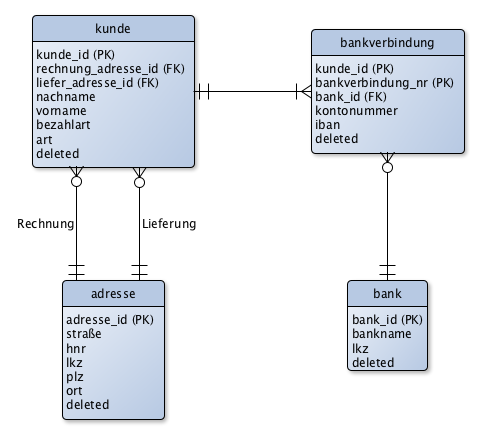 kunde
kunde_id (PK)
rechnung_adresse_id (FK)
liefer_adresse_id (FK)
nachname
vorname
bezahlart
art
deleted
bankverbindung
kunde_id (PK)
bankverbindung_nr (PK)
bank_id (FK)
kontonummer
iban
deleted
Rechnung
Lieferung
adresse
adresse_id (PK)
straße
hnr
lkz
plz
ort
deleted
bank
bank_id (PK)
bankname
lkz
deleted